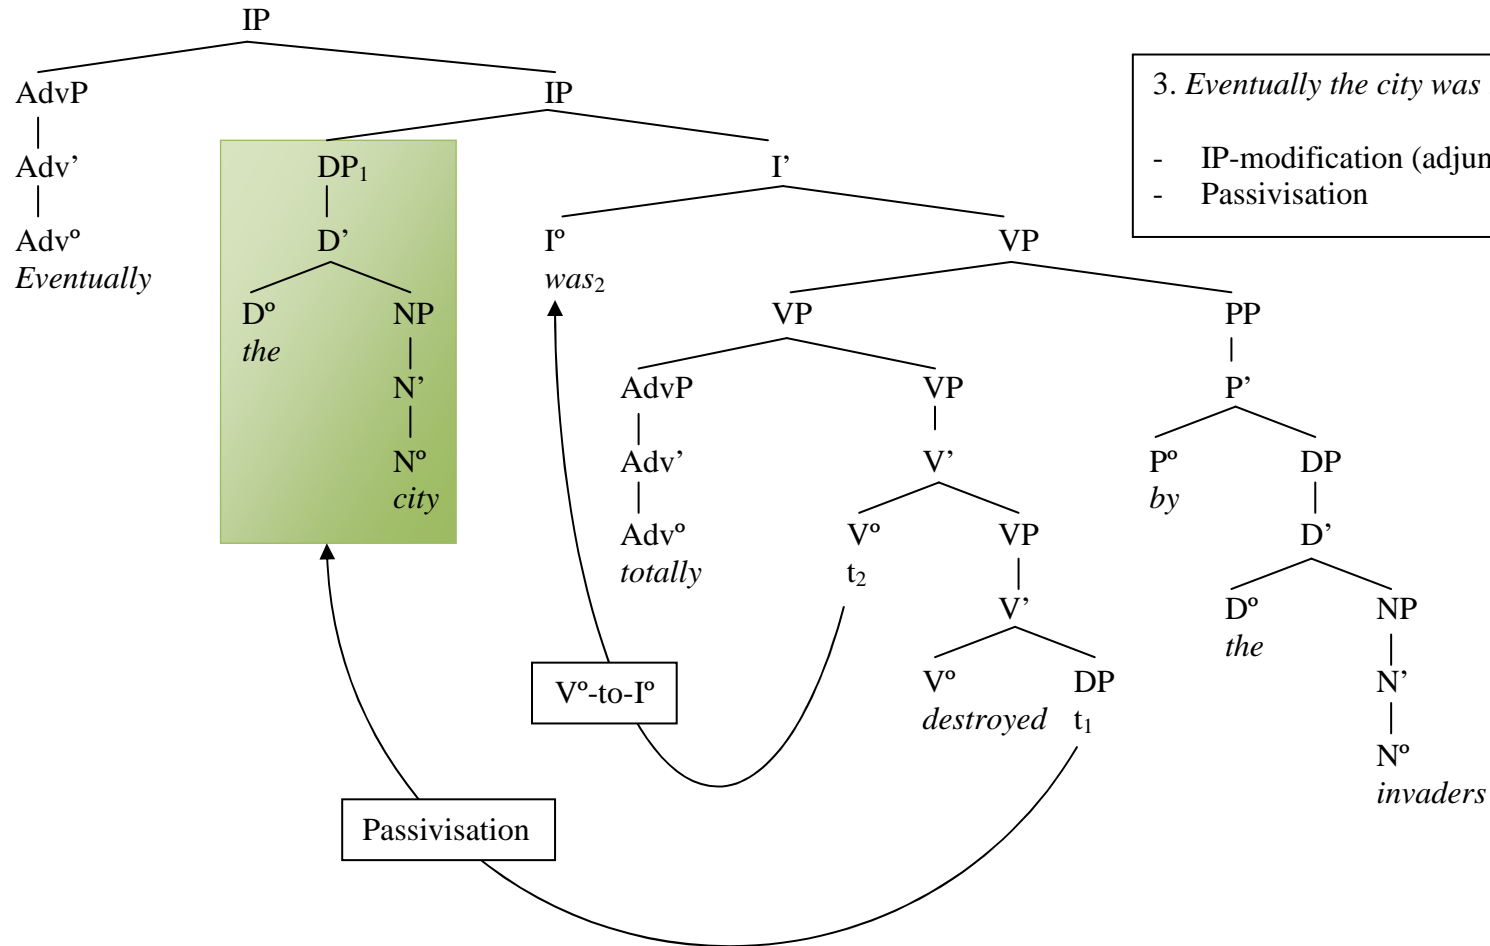 IP
AdvP IP
3. Eventually the city was
- IP-modification (adjun
- Passivisation
Adv’ DP1 I’
Advº D’ Iº VP
Eventually was2
Dº NP VP PP
the
N’ AdvP VP P’
Nº Adv’ V’ Pº DP
city by
Advº Vº VP D’
totally t2
V’ Dº NP
the
Vº-to-Iº Vº DP N’
destroyed t1
Nº
invaders
Passivisation